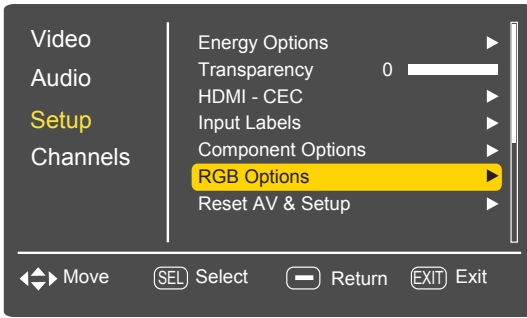 Video
Audio
Setup
Channels
Energy Options
Transparency 0
HDMI - CEC
Input Labels
Component Options
RGB Options
Reset AV & Setup
Move SEL Select Return EXIT Exit